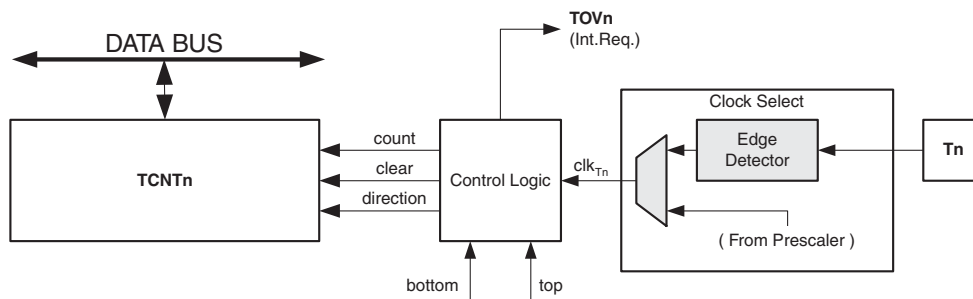 TOVn
(Int.Req.)
DATA BUS
Clock Select
count
Edge
Detector
Tn
TCNTn
clear
Control Logic
clkTn
direction
( From Prescaler )
bottom
top